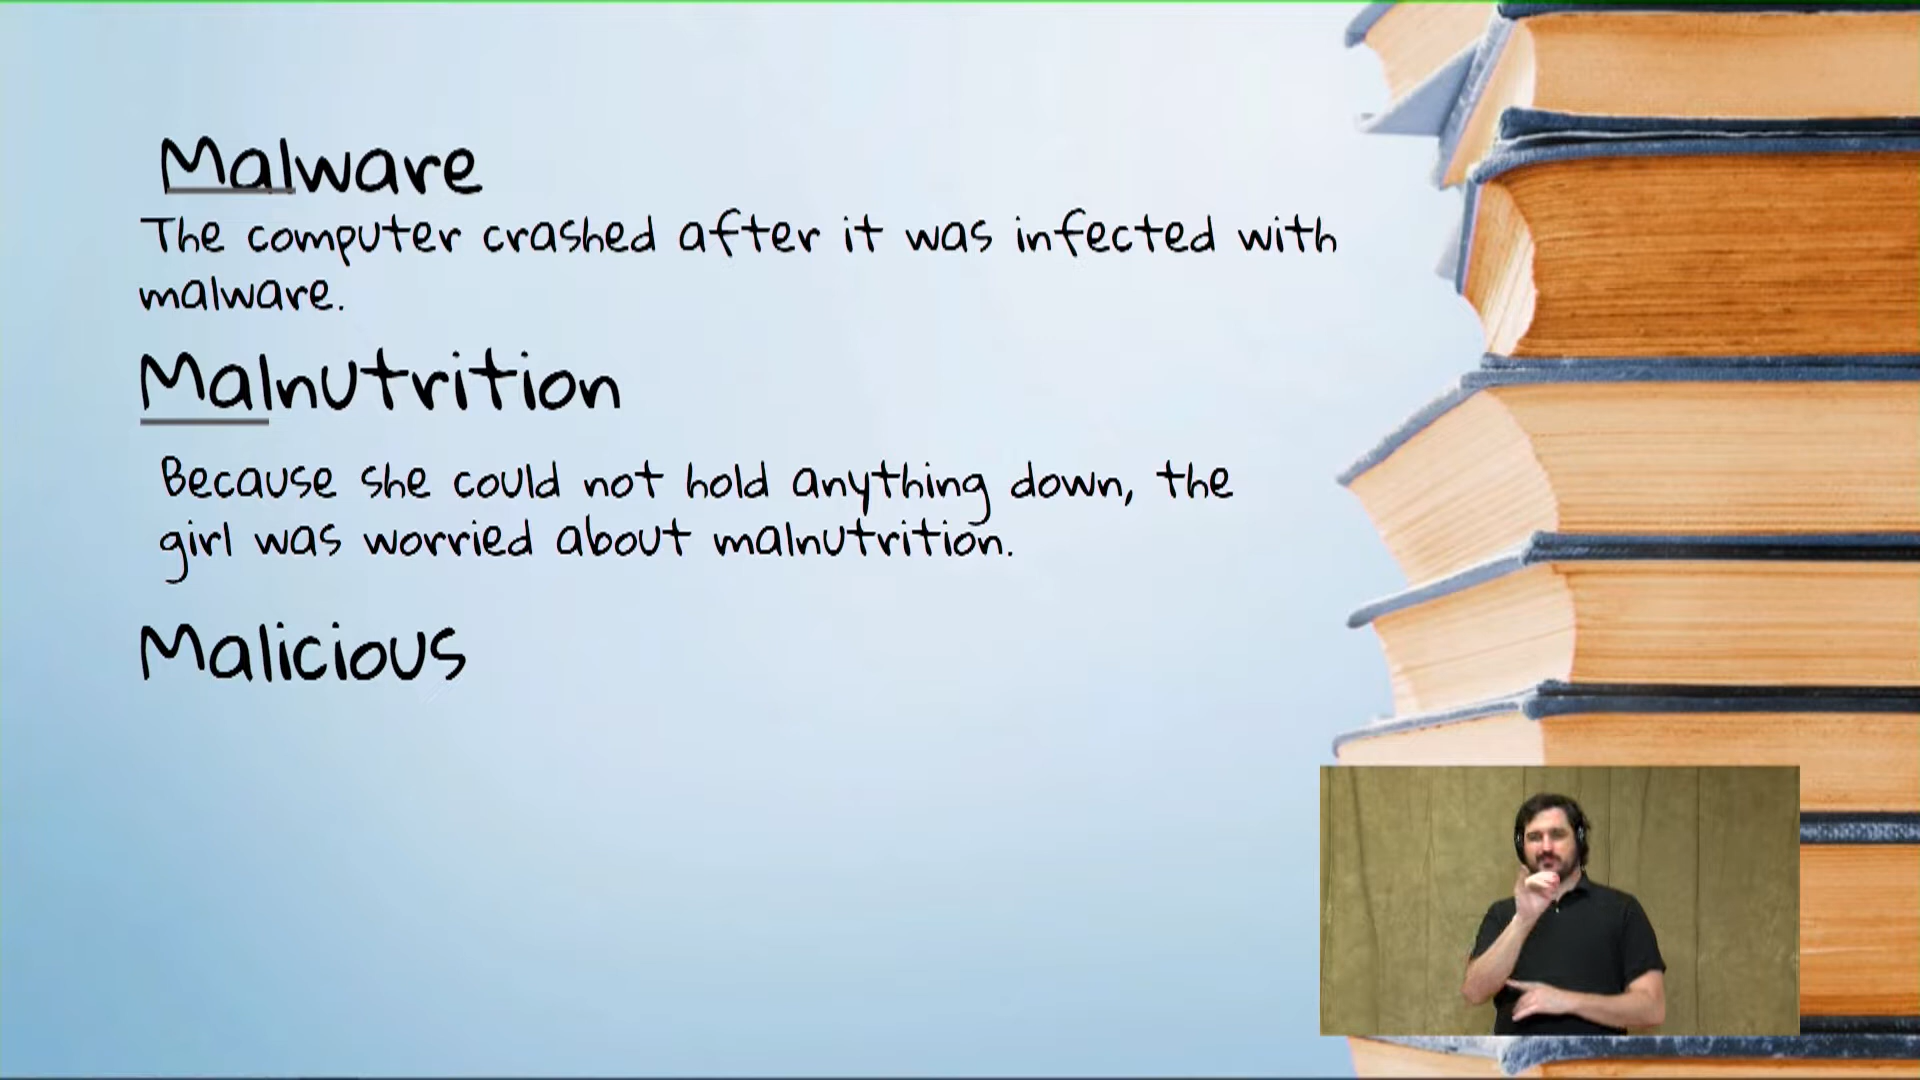 Malware
The computer crashed after it was infected with
malware.
Malnutrition
Because she could not hold anything down, the
girl was worried about malnutrition.
Malicious